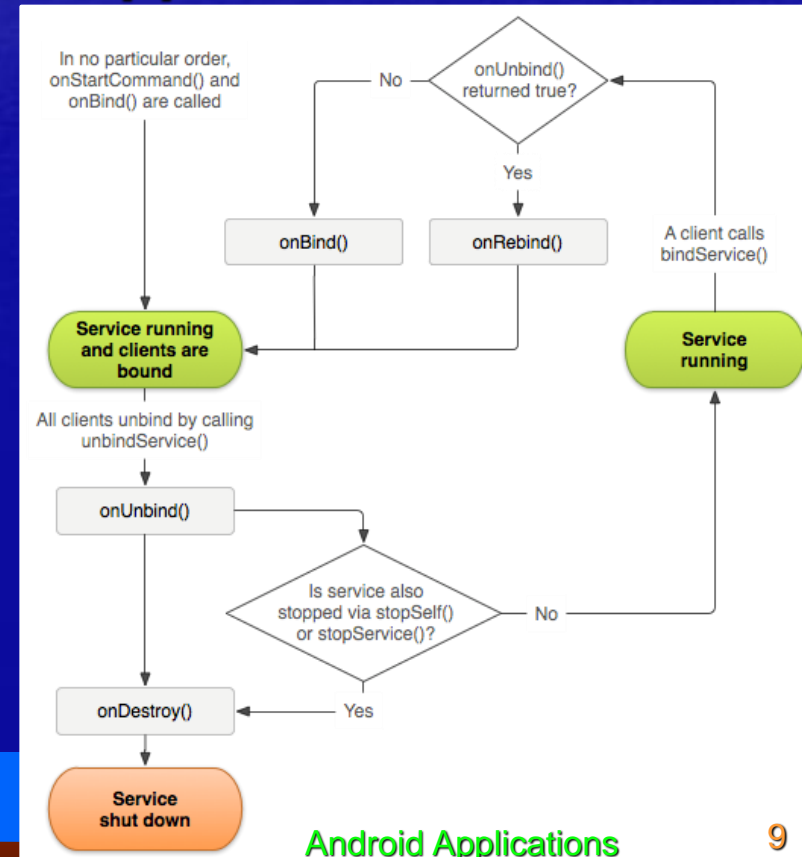 In no particular order,
onStartCommand() and
onBind() are called
onUnbind()
returned true?
No
Yes
onBind()
onRebind()
A client calls
bindService()
Service running
and clients are
bound
Service
running
All clients unbind by calling
unbindService()
onUnbind()
Is service also
stopped via stopSelf()
or stopService()?
No
Yes
onDestroy()
Service
shut down
Android Applications
9